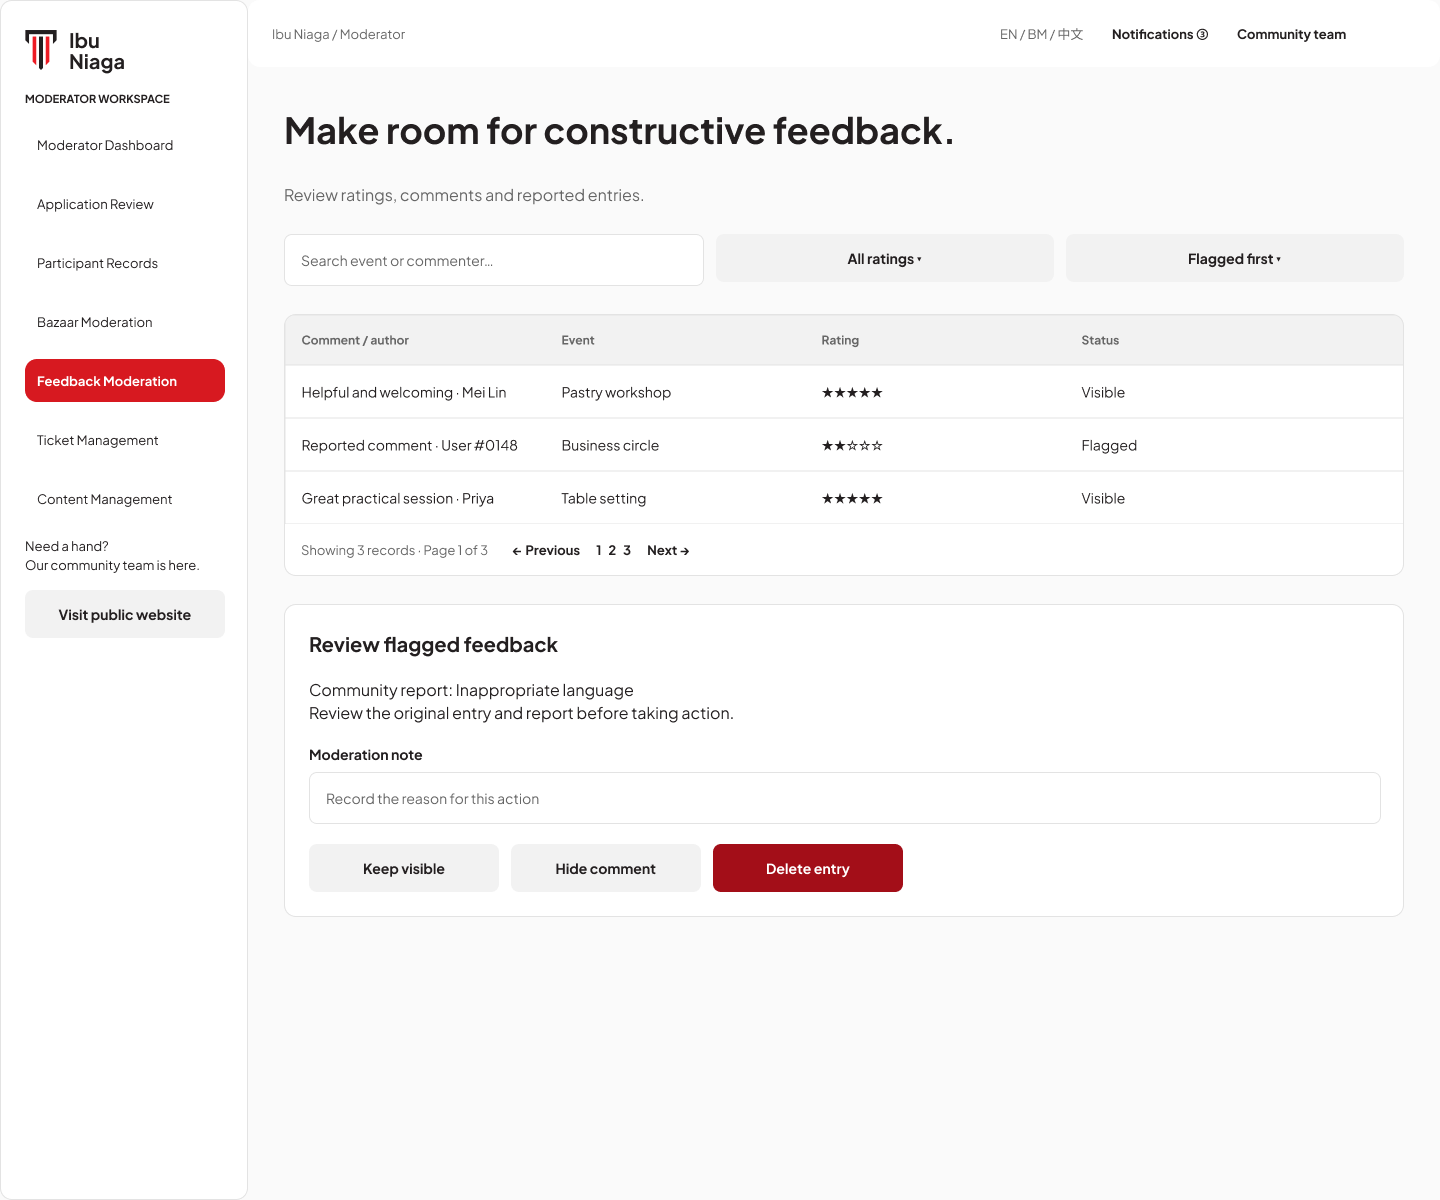 Ibu
Niaga
MODERATOR WORKSPACE
Moderator Dashboard
Application Review
Participant Records
Bazaar Moderation
Feedback Moderation
Ticket Management
Content Management
Need a hand?
Our community team is here.
Visit public website
Ibu Niaga / Moderator
EN / BM / 中文
Notifications ③
Community team
Make room for constructive feedback.
Review ratings, comments and reported entries.
Search event or commenter...
All ratings ▾
Flagged first ▾
Comment / author Event Rating Status
Helpful and welcoming · Mei Lin Pastry workshop ★★★★★ Visible
Reported comment · User #0148 Business circle ★★☆☆☆ Flagged
Great practical session · Priya Table setting ★★★★★ Visible
Showing 3 records · Page 1 of 3 ← Previous 1 2 3 Next →
Review flagged feedback
Community report: Inappropriate language
Review the original entry and report before taking action.
Moderation note
Record the reason for this action
Keep visible
Hide comment
Delete entry